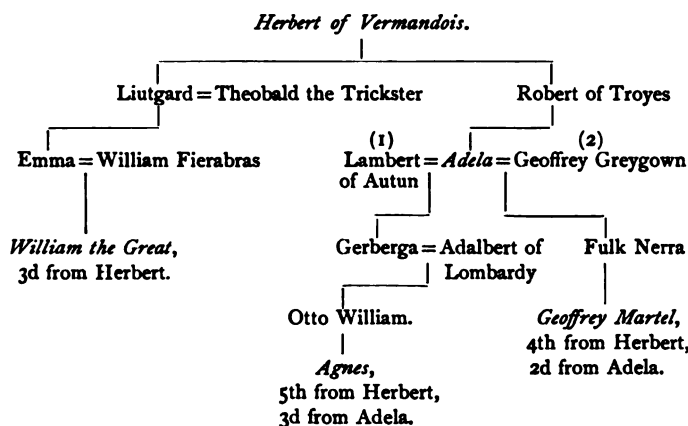 Herbert of Vermandois.
Liutgard = Theobald the Trickster Robert of Troyes
(1) (2)
Emma = William Fierabras Lambert = Adela = Geoffrey Greygown
of Autun
William the Great, Gerberga = Adalbert of Fulk Nerra
3d from Herbert. Lombardy
Otto William. Geoffrey Martel,
4th from Herbert,
Agnes, 2d from Adela.
5th from Herbert,
3d from Adela.